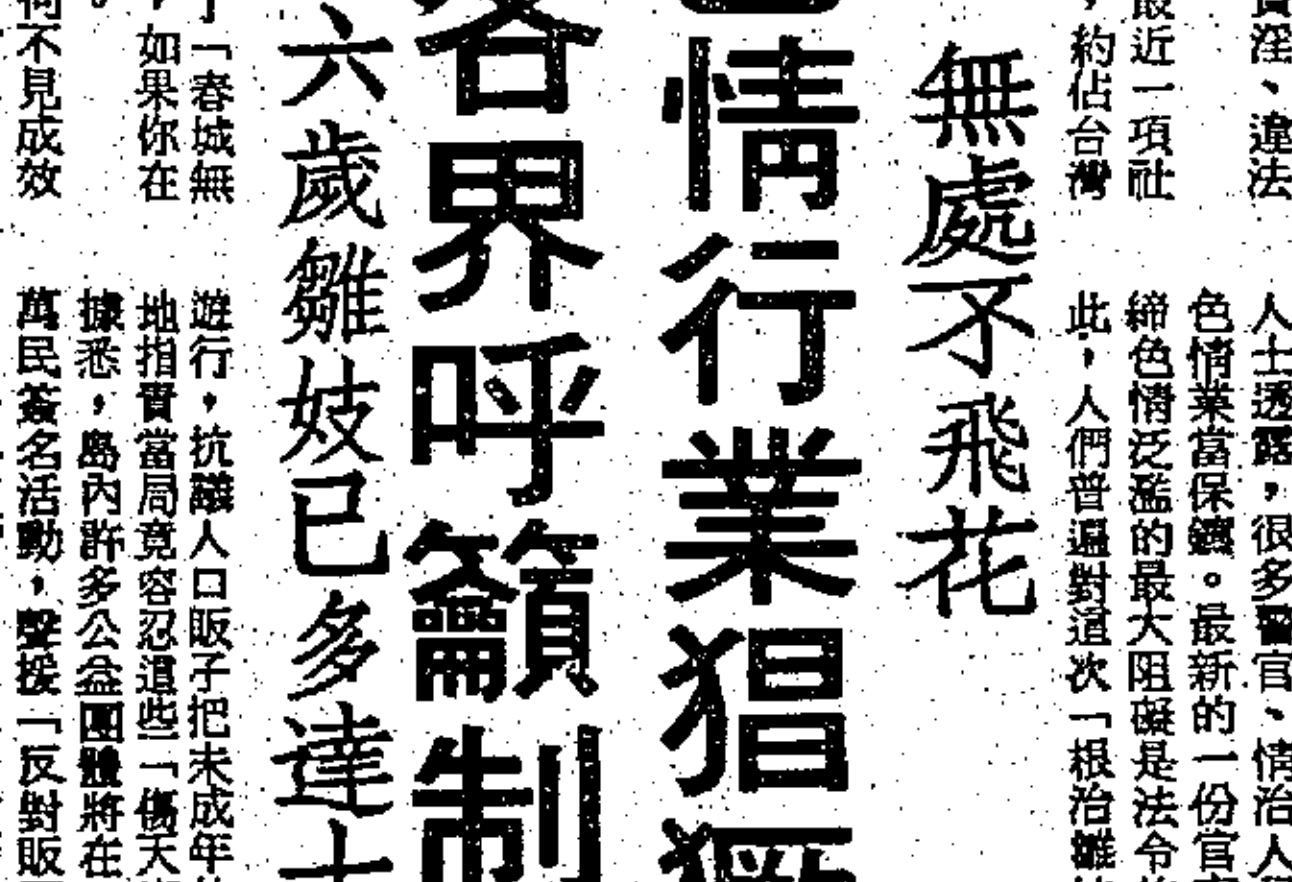 賣淫、違法
最近一項社
，約佔台灣
人士透露，很多警官、情治人
色情業當保鑣。最新的一份官
締色情泛濫的最大阻礙是法令
此，人們普遍對這次「根治雛
無處不飛花
色情行業猖獗
各界呼籲制
六歲雛妓已多達十
「春城無
，如果你在
。
何不見成效
遊行，抗議人口販子把未成年
地指責當局竟容忍這些「傷天
據悉，島內許多公益團體將在
萬民簽名活動，聲援「反對販